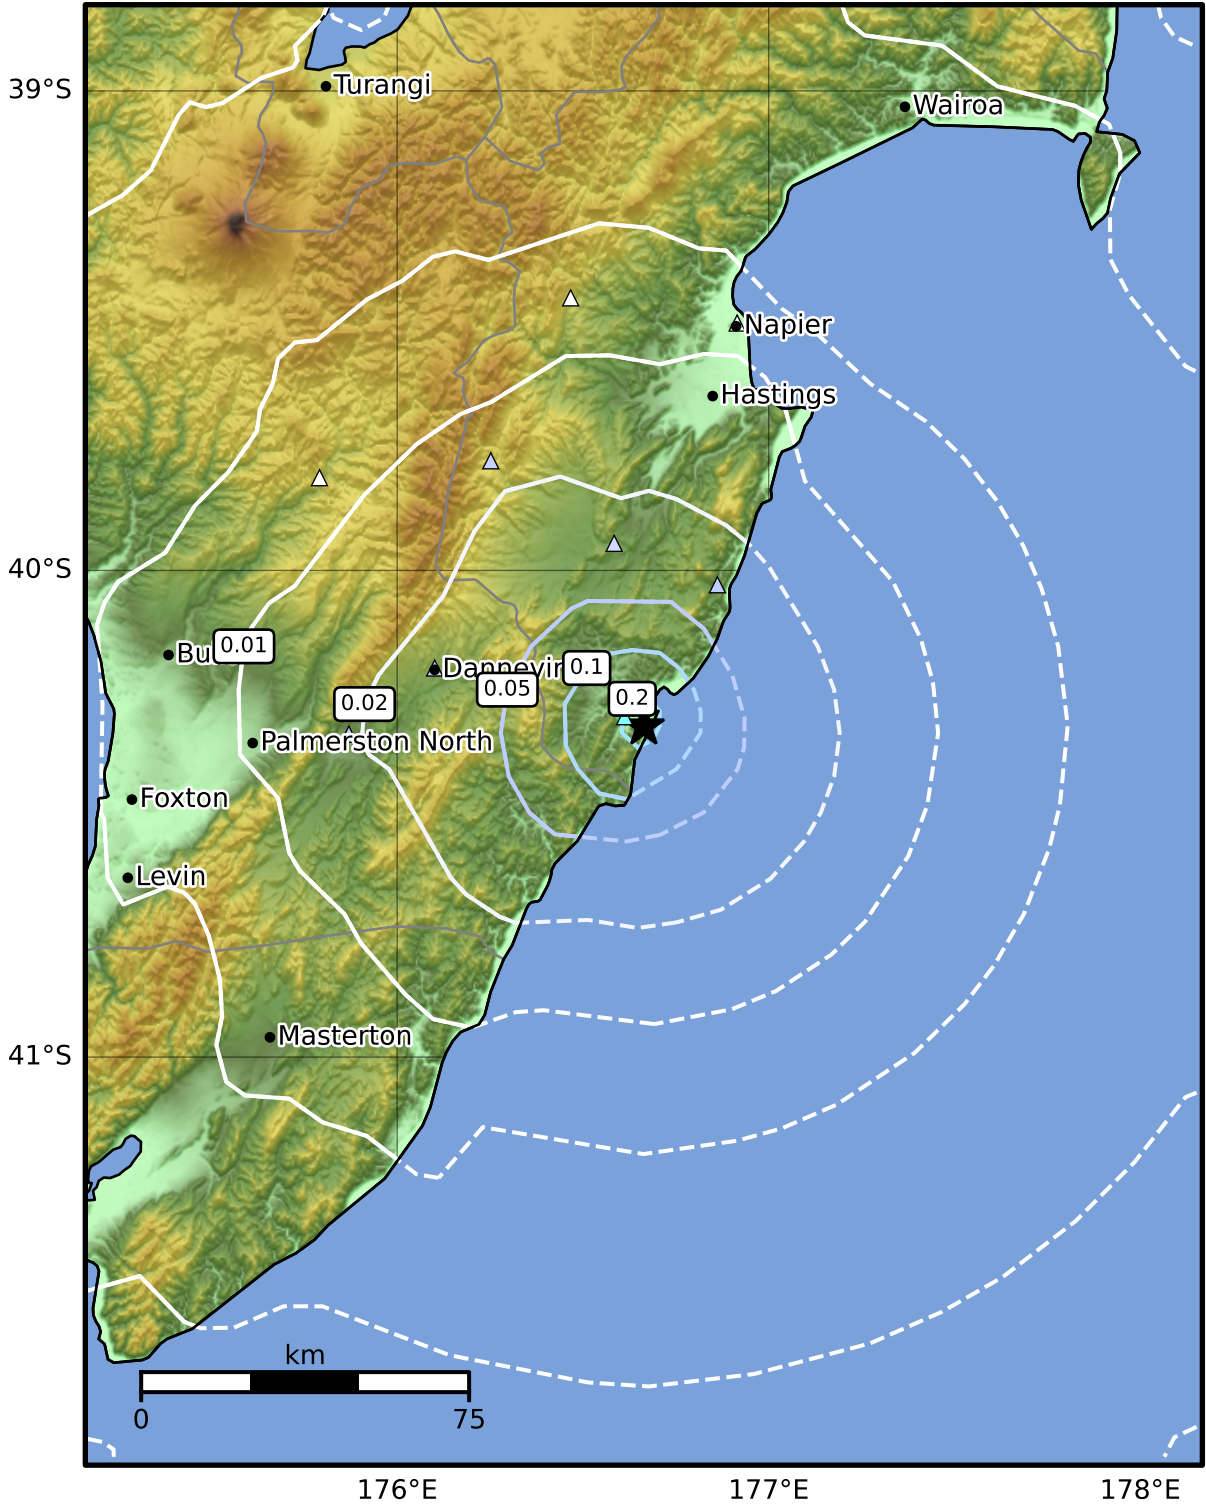 Turangi
39°S
Wairoa
Napier
Hastings
40°S
0.01
0.1
0.05
0.2
0.02
Palmerston North
Foxton
Levin
Masterton
41°S
km
0
75
176°E
177°E
178°E